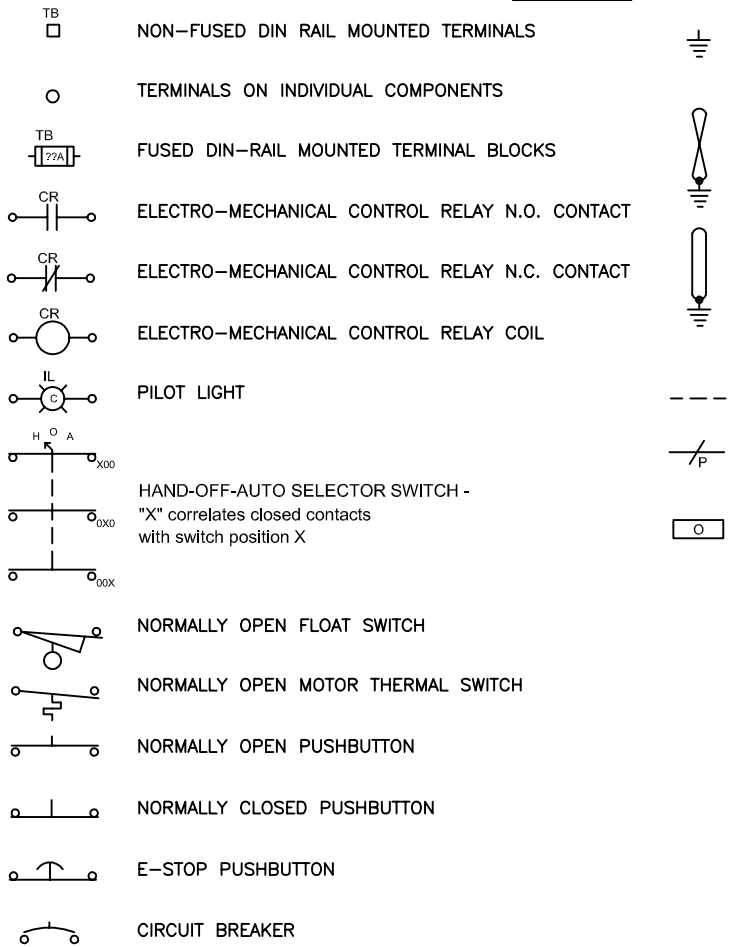 TB
NON-FUSED DIN RAIL MOUNTED TERMINALS
TERMINALS ON INDIVIDUAL COMPONENTS
TB
??A
FUSED DIN-RAIL MOUNTED TERMINAL BLOCKS
CR
ELECTRO-MECHANICAL CONTROL RELAY N.O. CONTACT
CR
ELECTRO-MECHANICAL CONTROL RELAY N.C. CONTACT
CR
ELECTRO-MECHANICAL CONTROL RELAY COIL
IL
C
PILOT LIGHT
H O A
X00
P
HAND-OFF-AUTO SELECTOR SWITCH -
"X" correlates closed contacts
0X0
O
with switch position X
00X
NORMALLY OPEN FLOAT SWITCH
NORMALLY OPEN MOTOR THERMAL SWITCH
NORMALLY OPEN PUSHBUTTON
NORMALLY CLOSED PUSHBUTTON
E-STOP PUSHBUTTON
CIRCUIT BREAKER